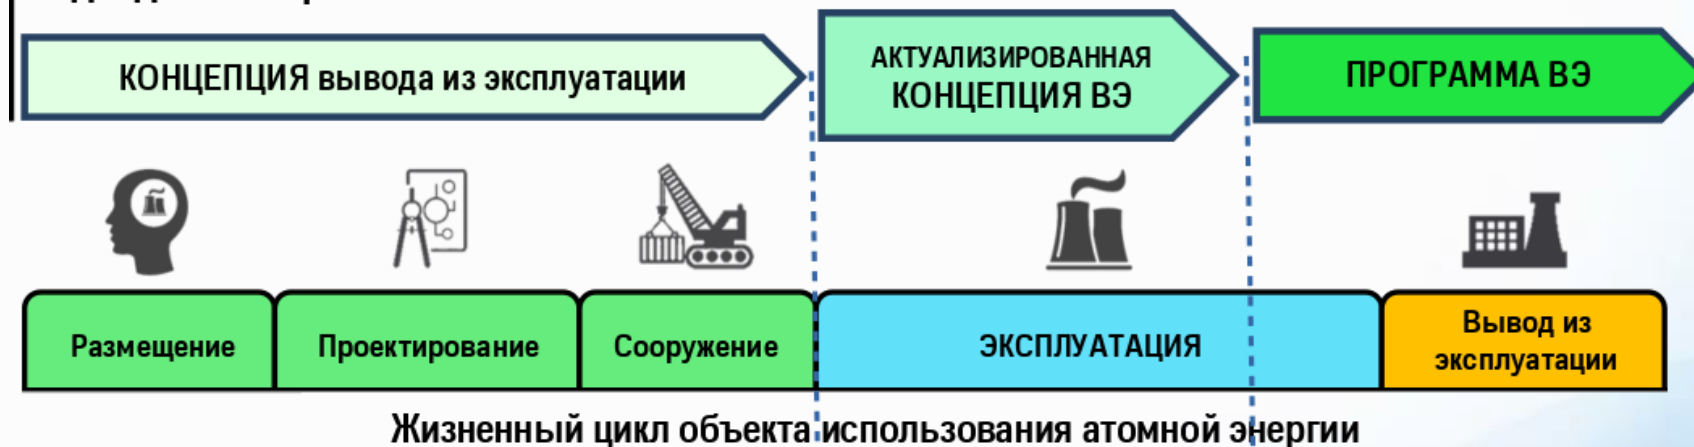 КОНЦЕПЦИЯ вывода из эксплуатации
АКТУАЛИЗИРОВАННАЯ
КОНЦЕПЦИЯ ВЭ
ПРОГРАММА ВЭ
Размещение
Проектирование
Сооружение
ЭКСПЛУАТАЦИЯ
Вывод из
эксплуатации
Жизненный цикл объекта использования атомной энергии